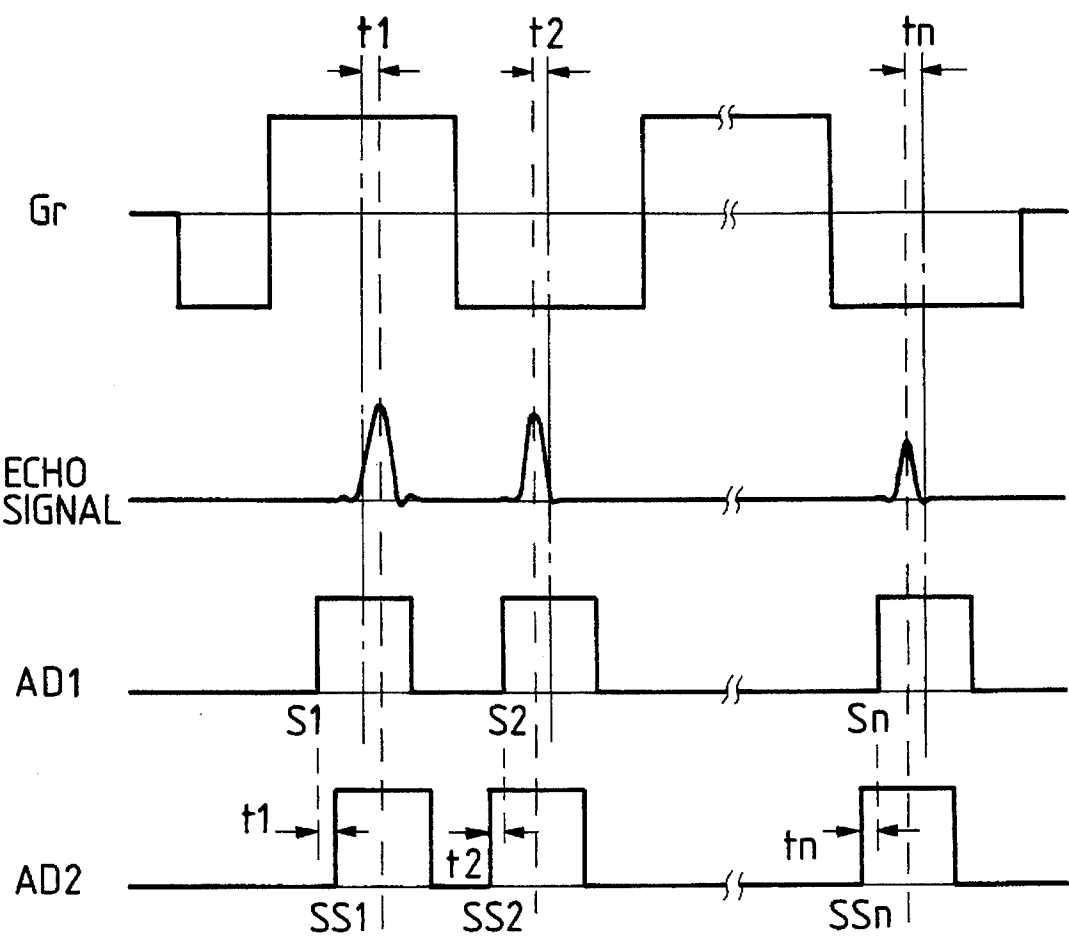 t1 t2 tn
Gr
ECHO
SIGNAL
AD1
S1 S2 Sn
t1 t2 tn
AD2
SS1 SS2 SSn